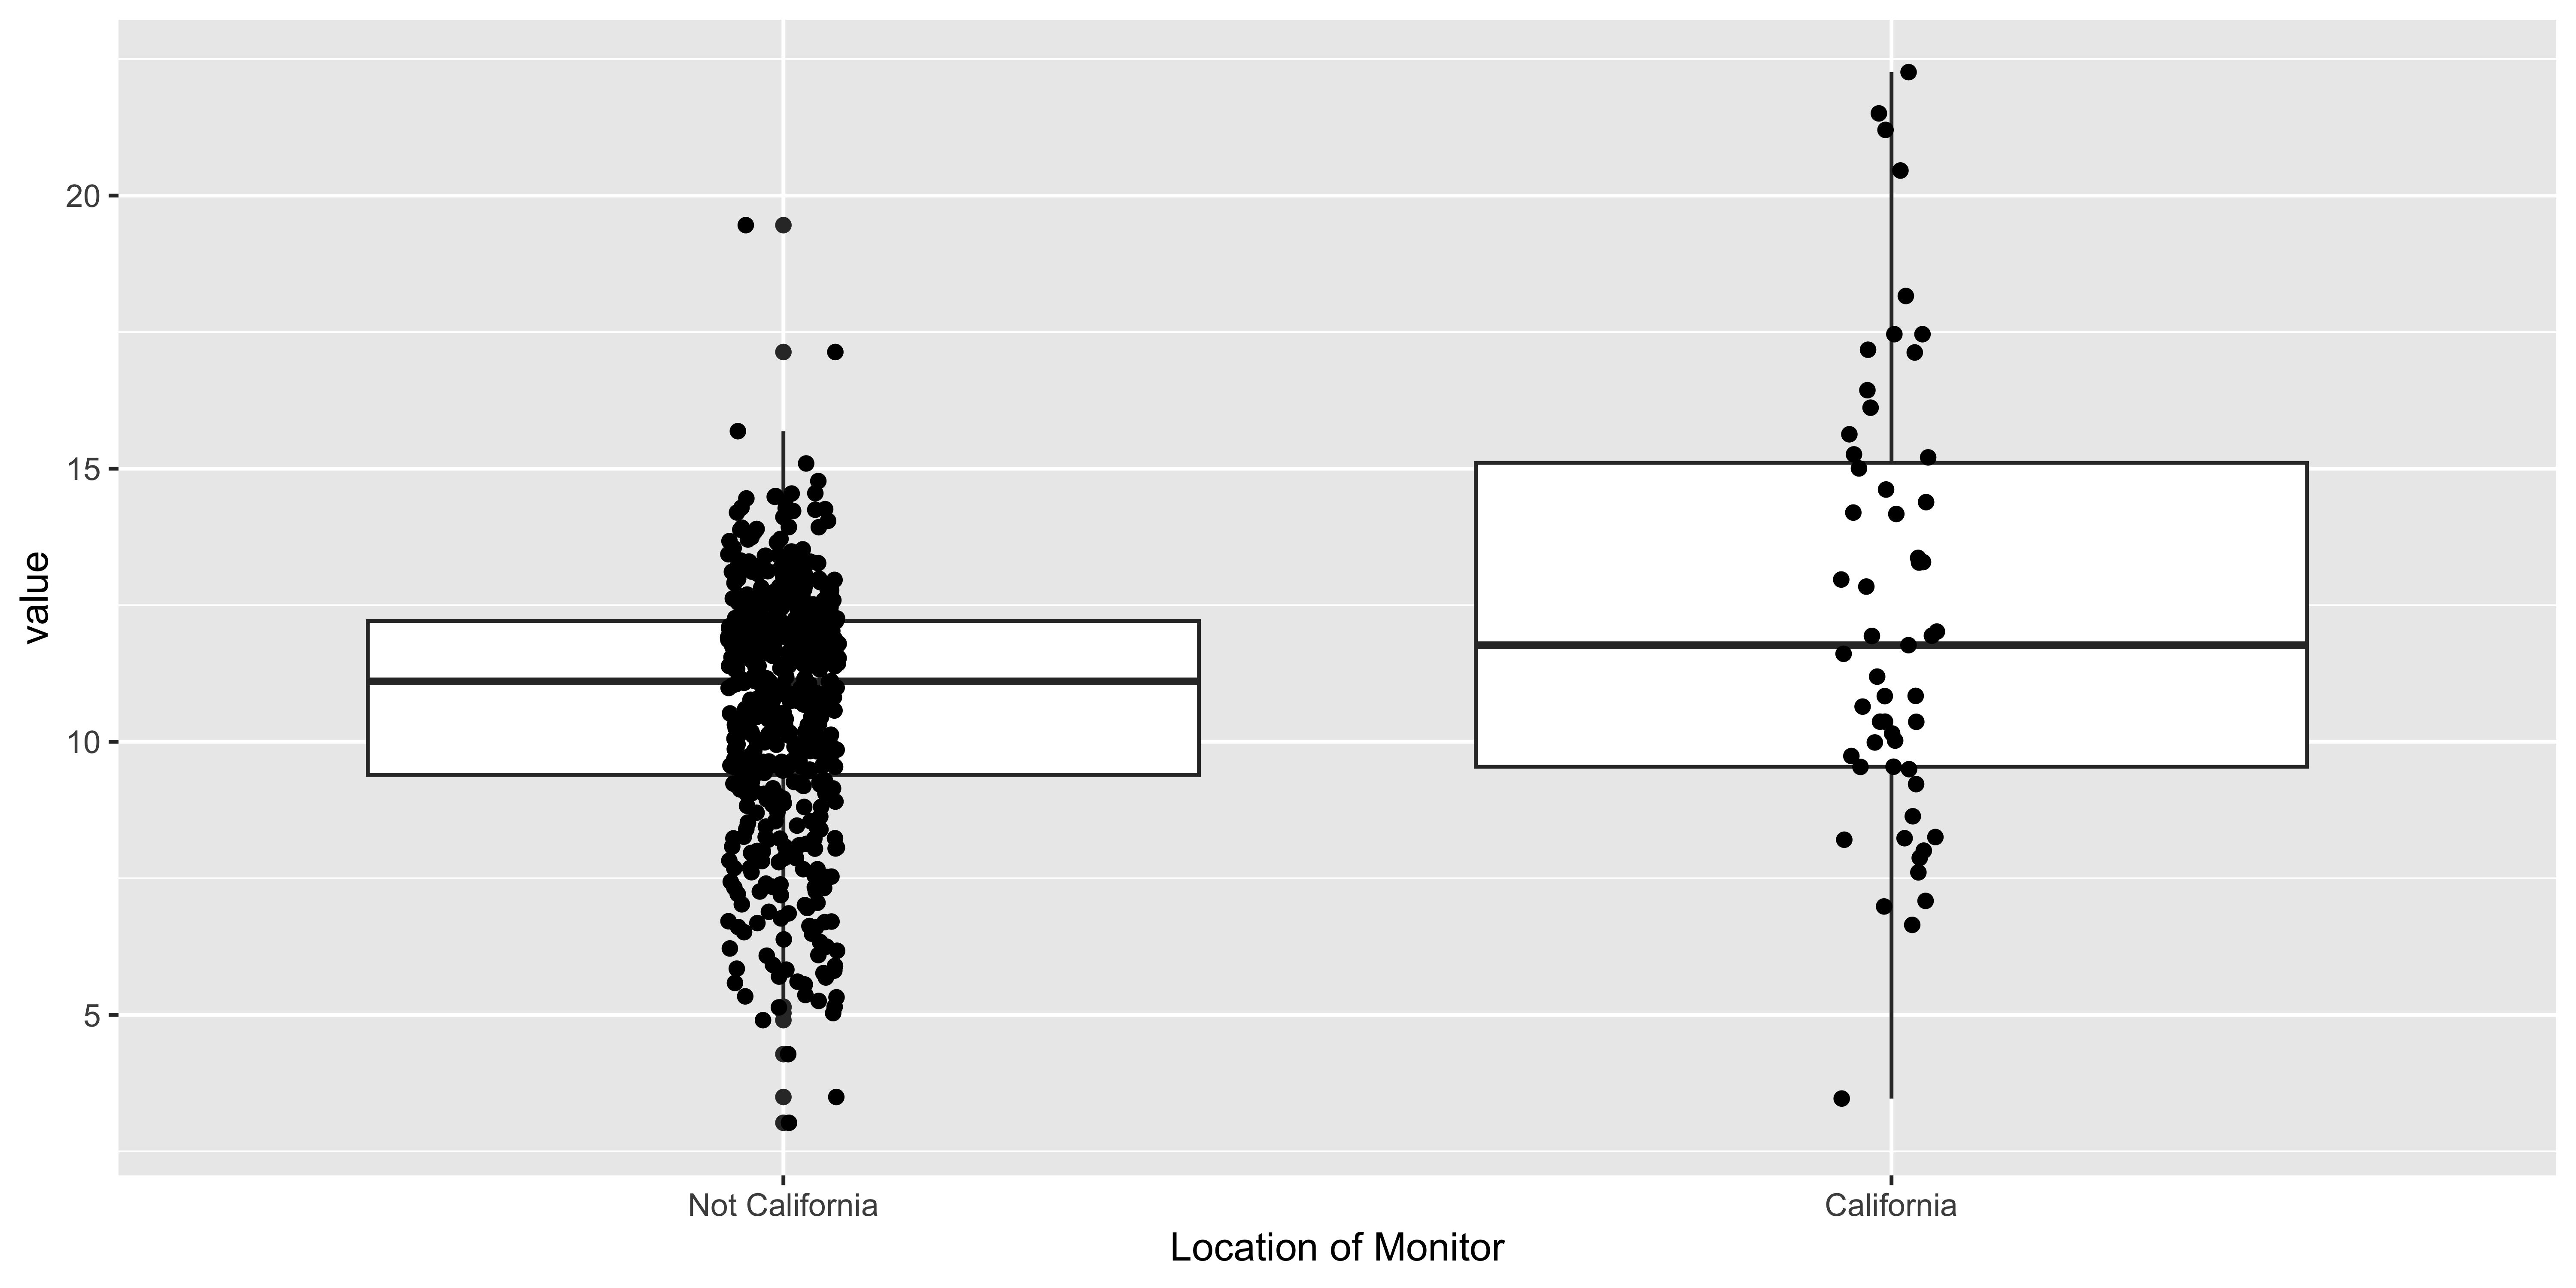 value
20
15
10
5
Not California
California
Location of Monitor